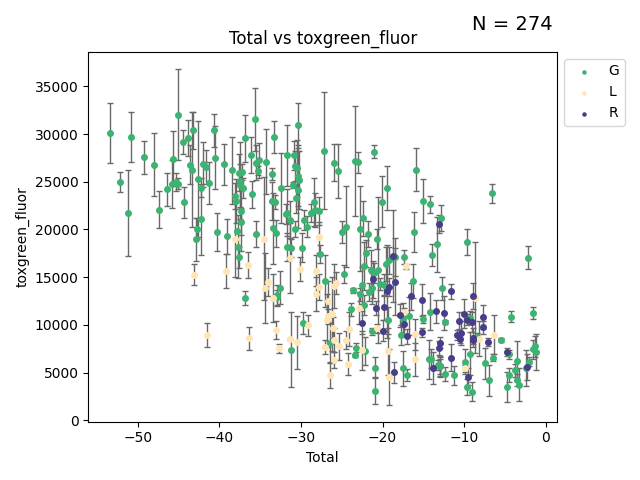 N = 274
Total vs toxgreen_fluor
G
L
R
toxgreen_fluor
35000
30000
25000
20000
15000
10000
5000
0
−50 −40 −30 −20 −10 0
Total